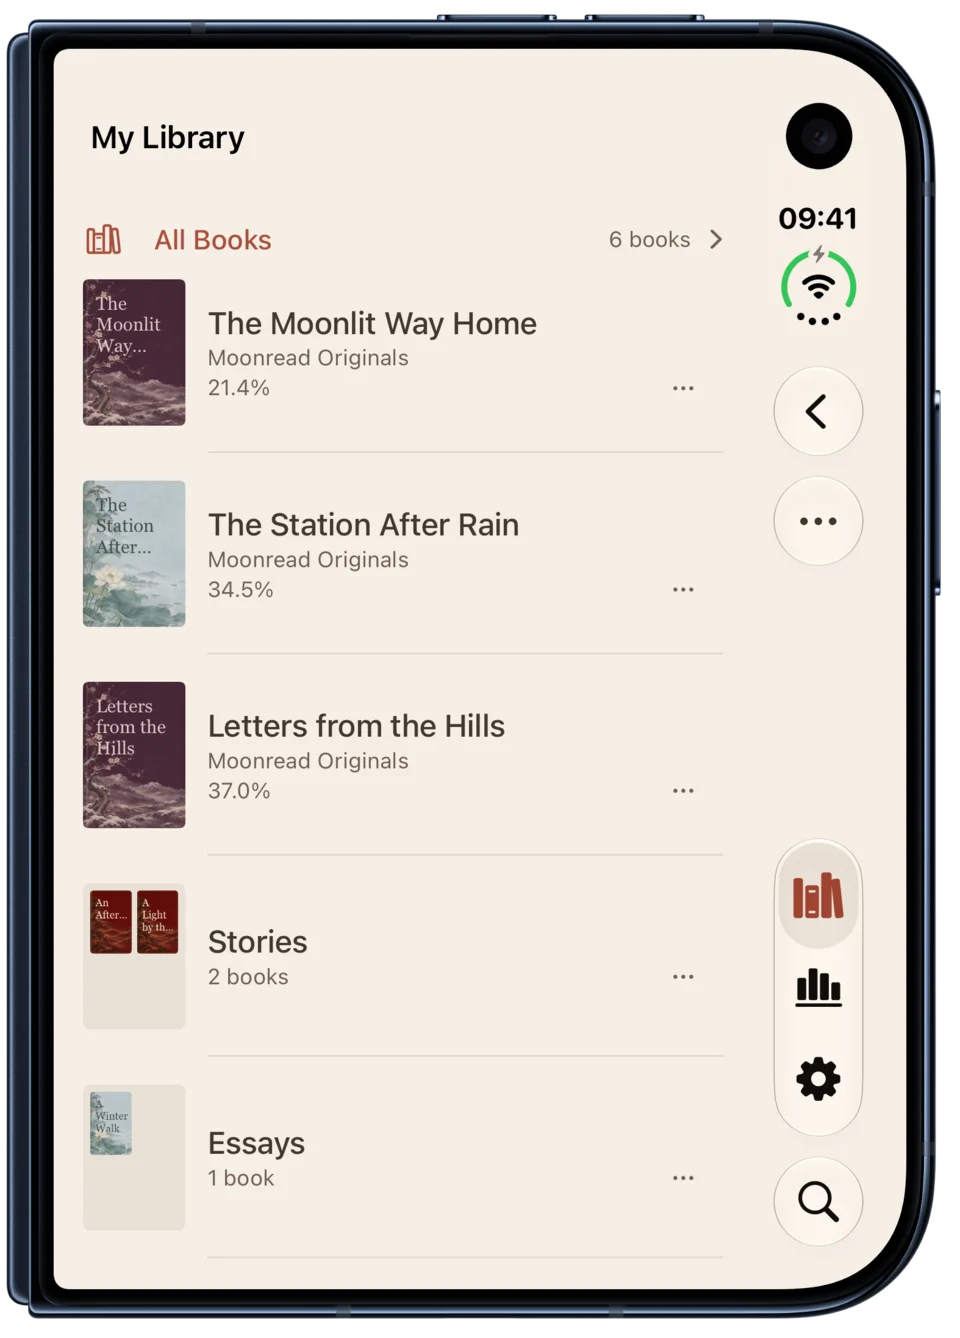 My Library
09:41
All Books
6 books
The
Moonlit
Way...
The Moonlit Way Home
Moonread Originals
21.4%
The
Station
After...
The Station After Rain
Moonread Originals
34.5%
Letters
from the
Hills
Letters from the Hills
Moonread Originals
37.0%
An
After...
A
Light
by th...
Stories
2 books
A
Winter
Walk
Essays
1 book